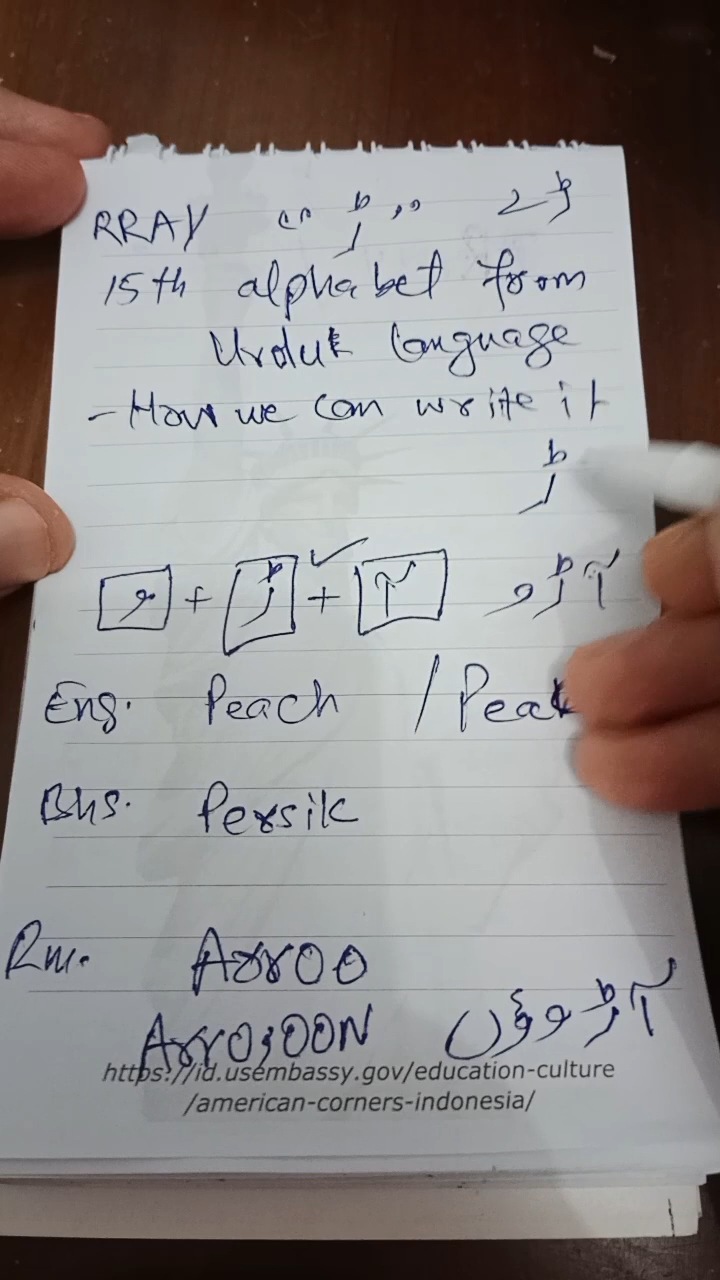 RRAY “ ڑ ” ڑے
15th alphabet from
Urduk language
- How we can write it
ڑ
و + ڑ + آ آڑو
Eng. Peach /
Bhs. Persik
Rm. Arroo
Arro,oon آڑوؤں
https://id.usembassy.gov/education-culture
/american-corners-indonesia/